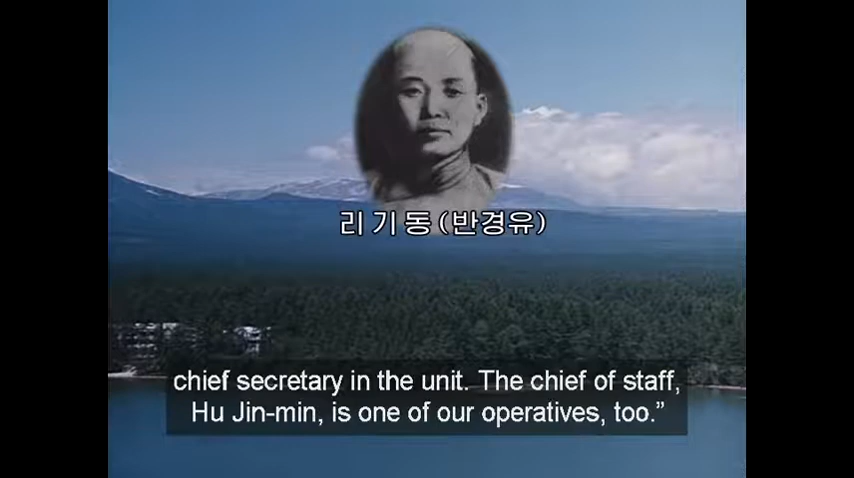 리기동(반경유)
chief secretary in the unit. The chief of staff,
Hu Jin-min, is one of our operatives, too.”